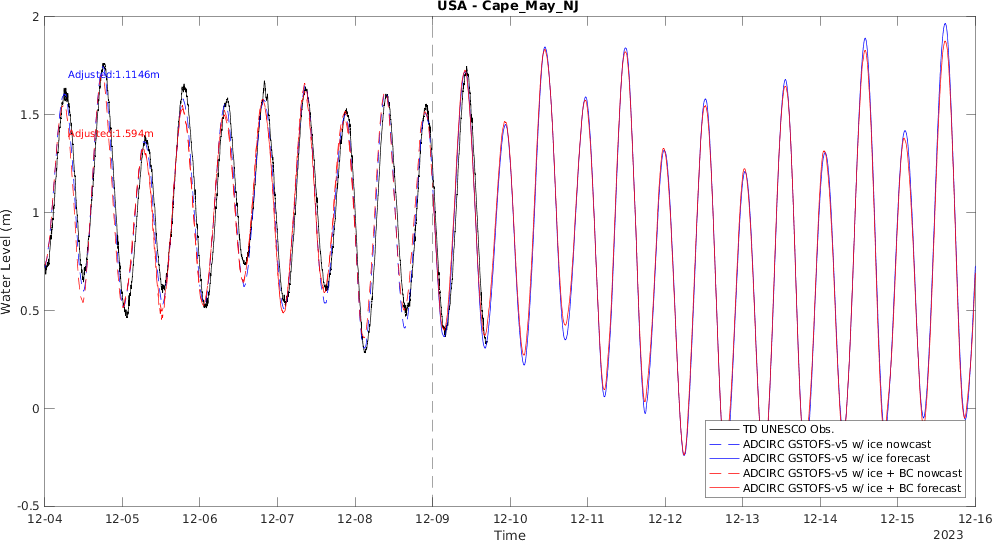 USA - Cape_May_NJ
2
Adjusted:1.1146m
1.5
Adjusted:1.594m
1
Water Level (m)
0.5
0
TD UNESCO Obs.
ADCIRC GSTOFS-v5 w/ ice nowcast
ADCIRC GSTOFS-v5 w/ ice forecast
ADCIRC GSTOFS-v5 w/ ice + BC nowcast
ADCIRC GSTOFS-v5 w/ ice + BC forecast
-0.5
12-04 12-05 12-06 12-07 12-08 12-09 12-10 12-11 12-12 12-13 12-14 12-15 12-16
Time
2023